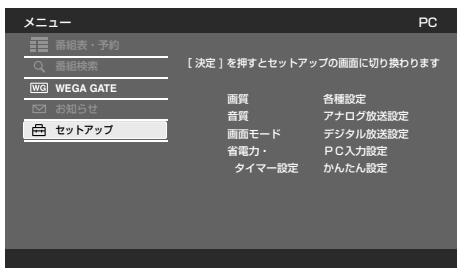 メニュー PC
番組表・予約
番組検索
WG WEGA GATE
お知らせ
セットアップ
[ 決定 ] を押すとセットアップの画面に切り換わります
画質 各種設定
音質 アナログ放送設定
画面モード デジタル放送設定
省電力・ PC入力設定
タイマー設定 かんたん設定